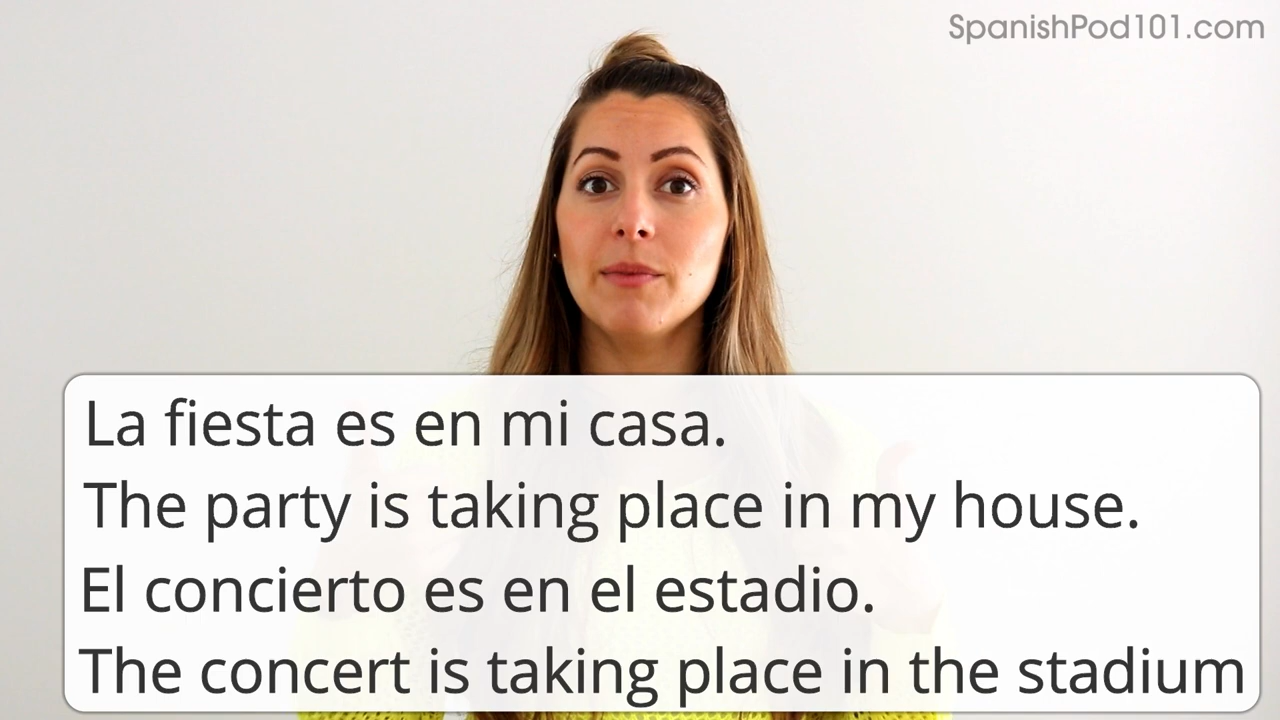 SpanishPod101.com
La fiesta es en mi casa.
The party is taking place in my house.
El concierto es en el estadio.
The concert is taking place in the stadium